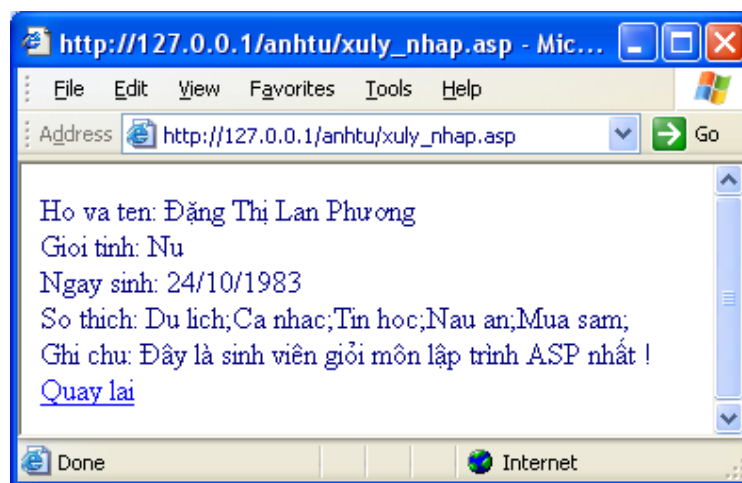 http://127.0.0.1/anhtu/xuly_nhap.asp - Mic...
File Edit View Favorites Tools Help
Address http://127.0.0.1/anhtu/xuly_nhap.asp Go
Ho va ten: Đặng Thị Lan Phương
Gioi tinh: Nu
Ngay sinh: 24/10/1983
So thich: Du lich;Ca nhac;Tin hoc;Nau an;Mua sam;
Ghi chu: Đây là sinh viên giỏi môn lập trình ASP nhất !
Quay lai
Done Internet